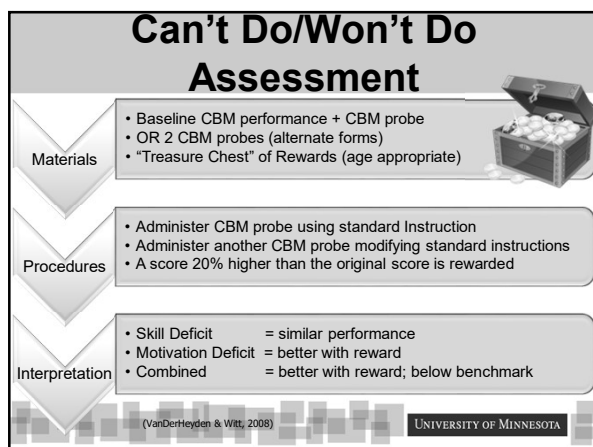 Can't Do/Won't Do
Assessment
Materials
• Baseline CBM performance + CBM probe
• OR 2 CBM probes (alternate forms)
• “Treasure Chest” of Rewards (age appropriate)
Procedures
• Administer CBM probe using standard Instruction
• Administer another CBM probe modifying standard instructions
• A score 20% higher than the original score is rewarded
Interpretation
• Skill Deficit = similar performance
• Motivation Deficit = better with reward
• Combined = better with reward; below benchmark
(VanDerHeyden & Witt, 2008)
UNIVERSITY OF MINNESOTA